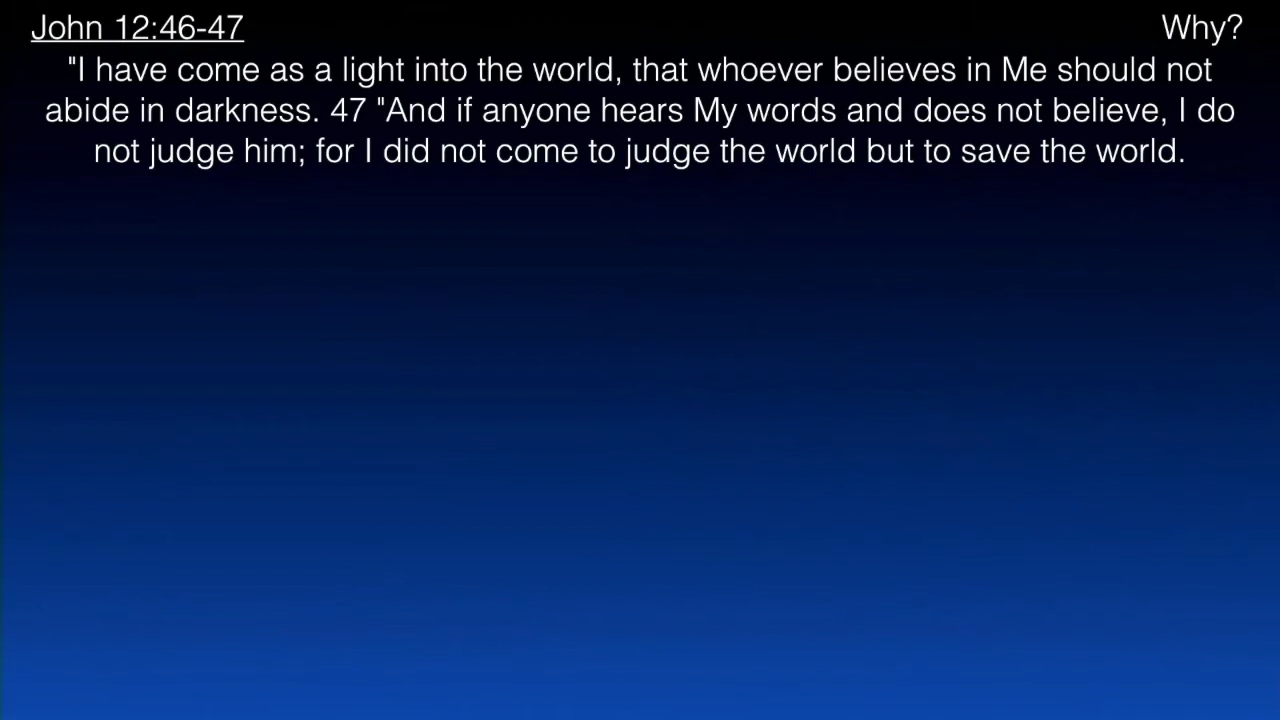 John 12:46-47 Why?
"I have come as a light into the world, that whoever believes in Me should not
abide in darkness. 47 "And if anyone hears My words and does not believe, I do
not judge him; for I did not come to judge the world but to save the world.